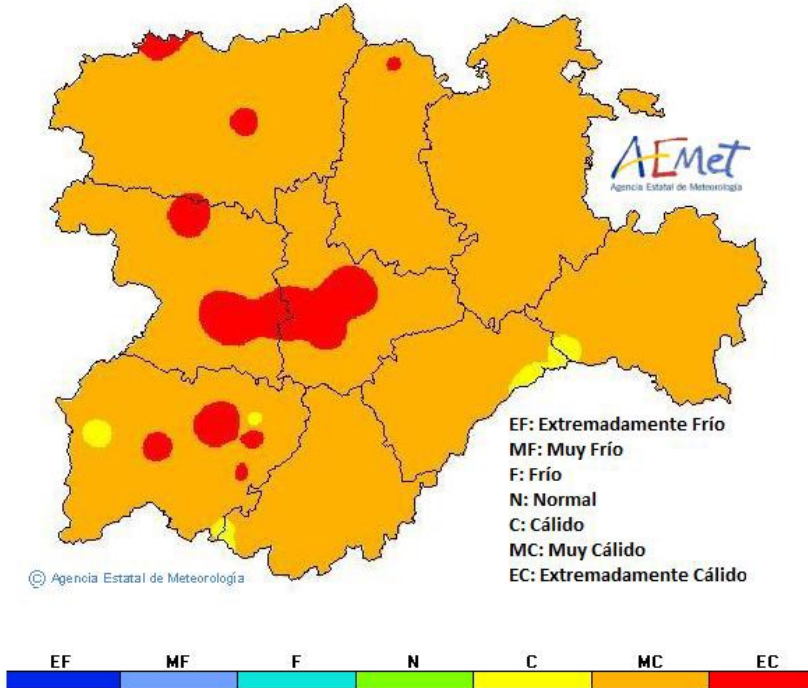 AEMet
Agencia Estatal de Meteorología
EF: Extremadamente Frío
MF: Muy Frío
F: Frío
N: Normal
C: Cálido
MC: Muy Cálido
EC: Extremadamente Cálido
© Agencia Estatal de Meteorología
EF MF F N C MC EC